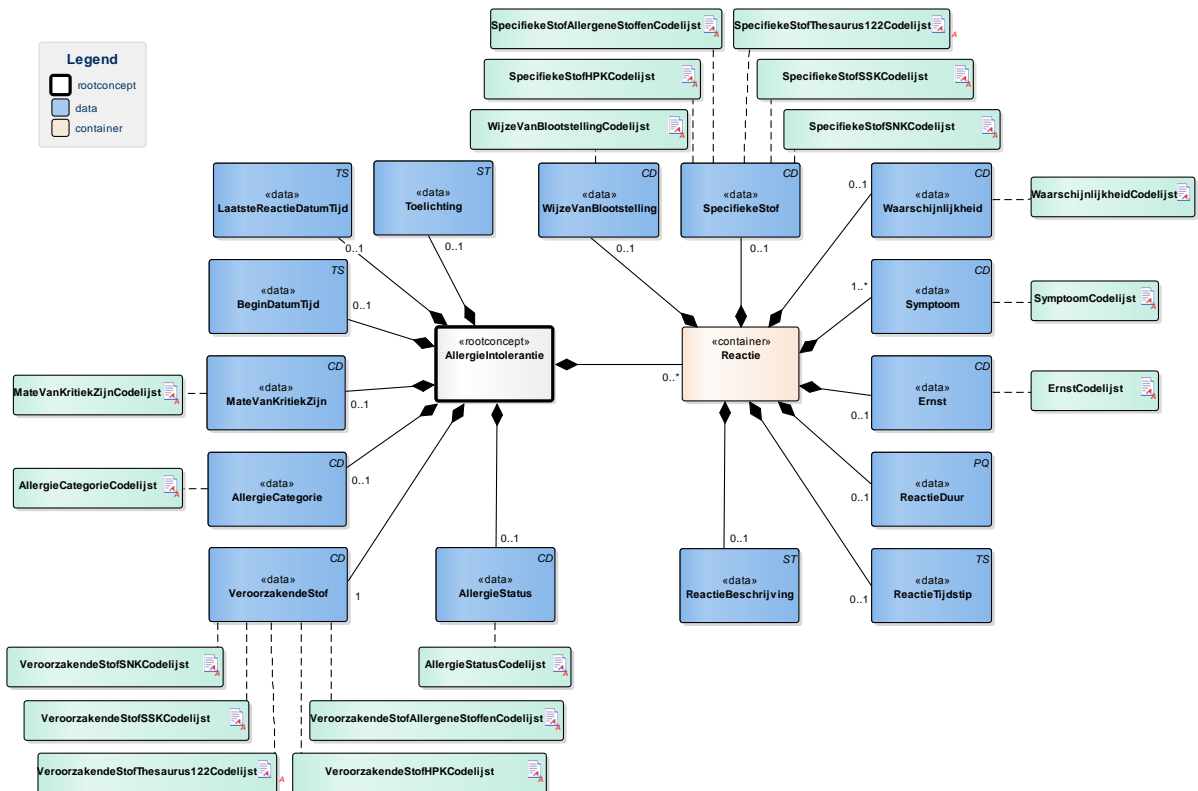 SpecifiekeStofAllergeneStoffenCodelijst
SpecifiekeStofThesaurus122Codelijst
Legend
rootconcept
data
container
SpecifiekeStofHPKCodelijst
SpecifiekeStofSSKCodelijst
WijzeVanBlootstellingCodelijst
SpecifiekeStofSNKCodelijst
TS
«data»
LaatsteReactieDatumTijd
ST
«data»
Toelichting
CD
«data»
WijzeVanBlootstelling
CD
«data»
SpecifiekeStof
CD
«data»
Waarschijnlijkheid
WaarschijnlijkheidCodelijst
0..1
0..1
0..1
0..1
0..1
TS
«data»
BeginDatumTijd
0..1
CD
«data»
Symptoom
1..*
SymptoomCodelijst
«rootconcept»
AllergieIntolerantie
«container»
Reactie
0..*
MateVanKritiekZijnCodelijst
CD
«data»
MateVanKritiekZijn
0..1
CD
«data»
Ernst
0..1
ErnstCodelijst
AllergieCategorieCodelijst
CD
«data»
AllergieCategorie
0..1
PQ
«data»
ReactieDuur
0..1
CD
«data»
VeroorzakendeStof
1
0..1
CD
«data»
AllergieStatus
0..1
ST
«data»
ReactieBeschrijving
TS
«data»
ReactieTijdstip
0..1
VeroorzakendeStofSNKCodelijst
AllergieStatusCodelijst
VeroorzakendeStofSSKCodelijst
VeroorzakendeStofAllergeneStoffenCodelijst
VeroorzakendeStofThesaurus122Codelijst
VeroorzakendeStofHPKCodelijst